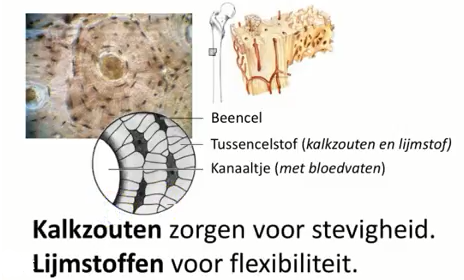 Beencel
Tussencelstof (kalkzouten en lijmstof)
Kanaaltje (met bloedvaten)
Kalkzouten zorgen voor stevigheid.
Lijmstoffen voor flexibiliteit.